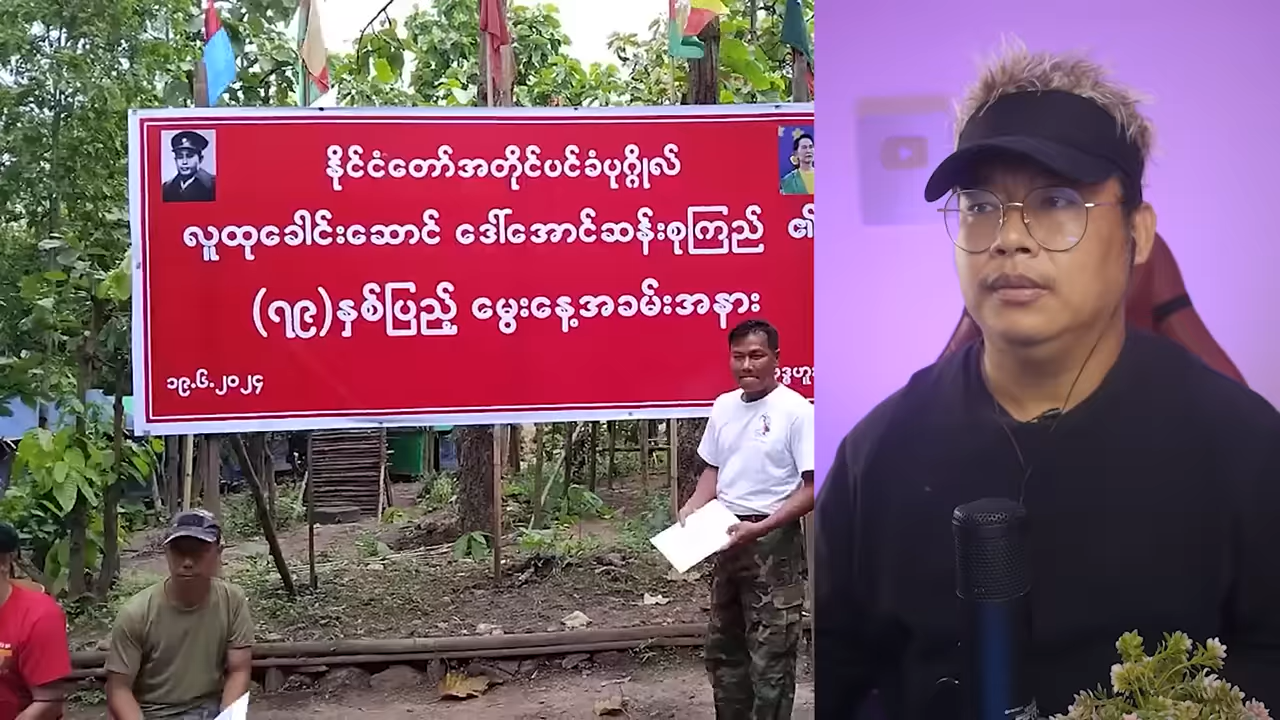 နိုင်ငံတော်အတိုင်ပင်ခံပုဂ္ဂိုလ်
လူထုခေါင်းဆောင် ဒေါ်အောင်ဆန်းစုကြည် ၏
(၇၉)နှစ်ပြည့် မွေးနေ့အခမ်းအနား
၁၉.၆.၂၀၂၄